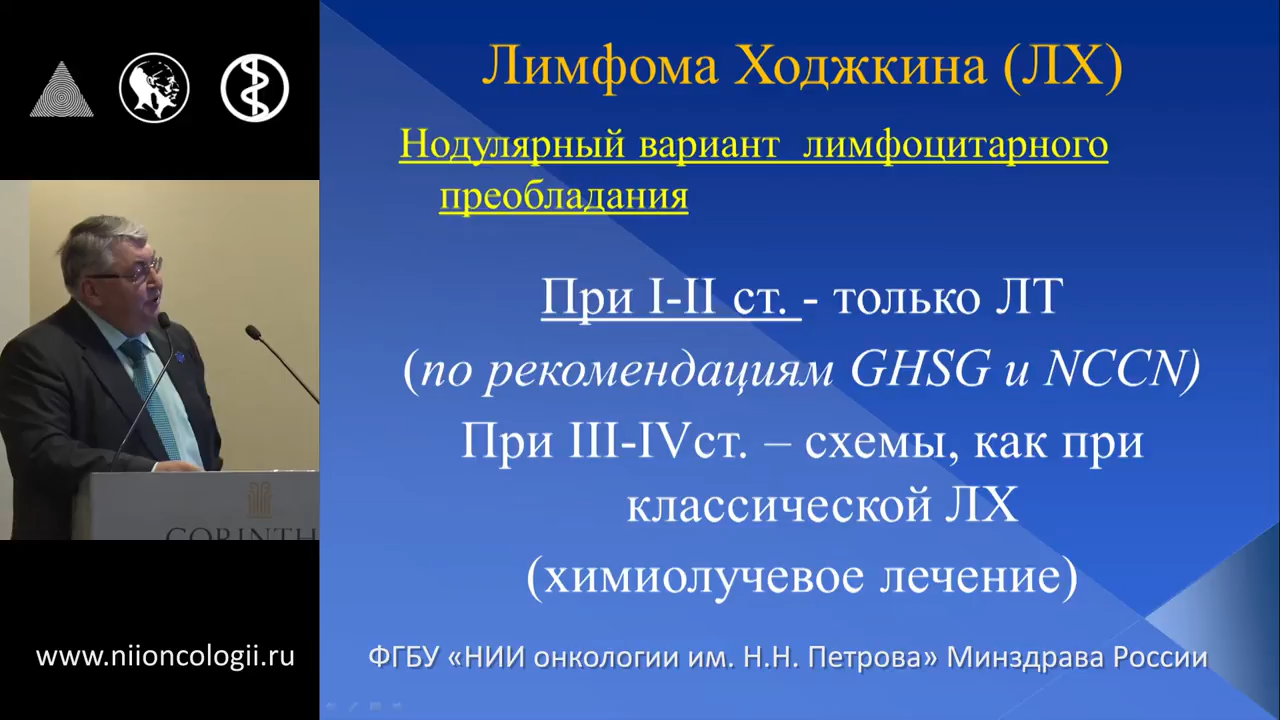 Лимфома Ходжкина (ЛХ)
Нодулярный вариант лимфоцитарного
преобладания
При I-II ст. - только ЛТ
(по рекомендациям GHSG и NCCN)
При III-IVст. – схемы, как при
классической ЛХ
(химиолучевое лечение)
CORINTH
www.niioncologii.ru
ФГБУ «НИИ онкологии им. Н.Н. Петрова» Минздрава России